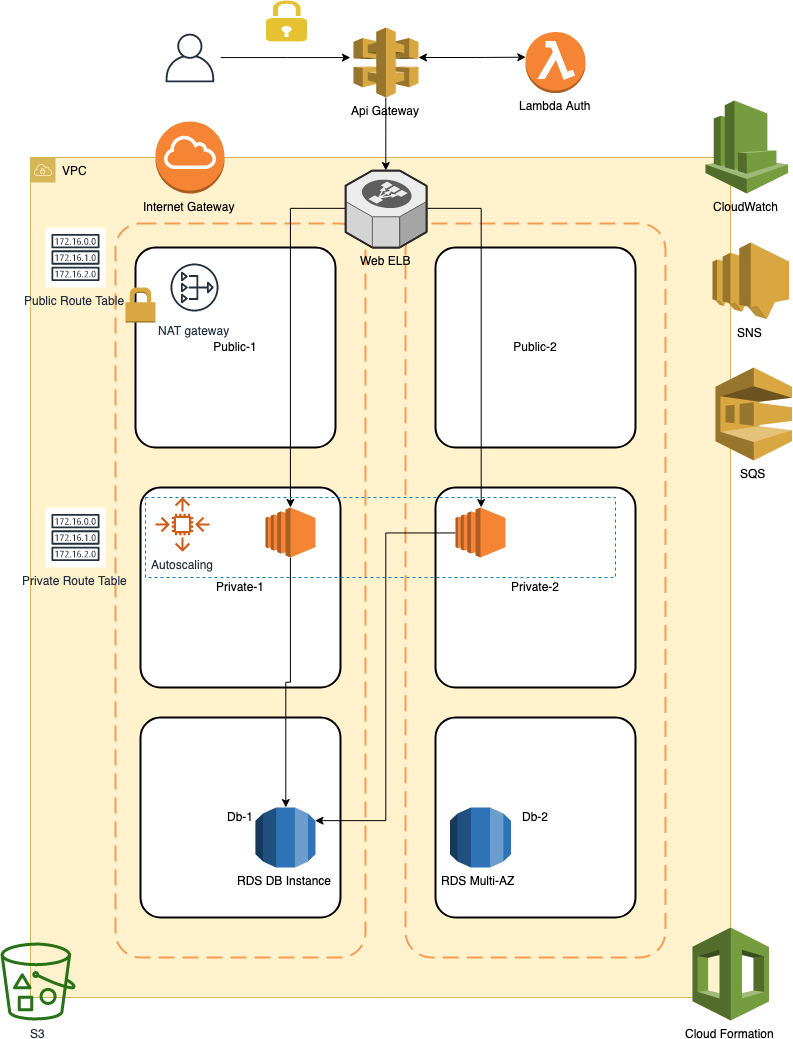 Api Gateway
Lambda Auth
VPC
Internet Gateway
CloudWatch
172.16.0.0
172.16.1.0
172.16.2.0
Public Route Table
Web ELB
NAT gateway
Public-1
Public-2
SNS
SQS
172.16.0.0
172.16.1.0
172.16.2.0
Private Route Table
Autoscaling
Private-1
Private-2
Db-1
RDS DB Instance
Db-2
RDS Multi-AZ
S3
Cloud Formation